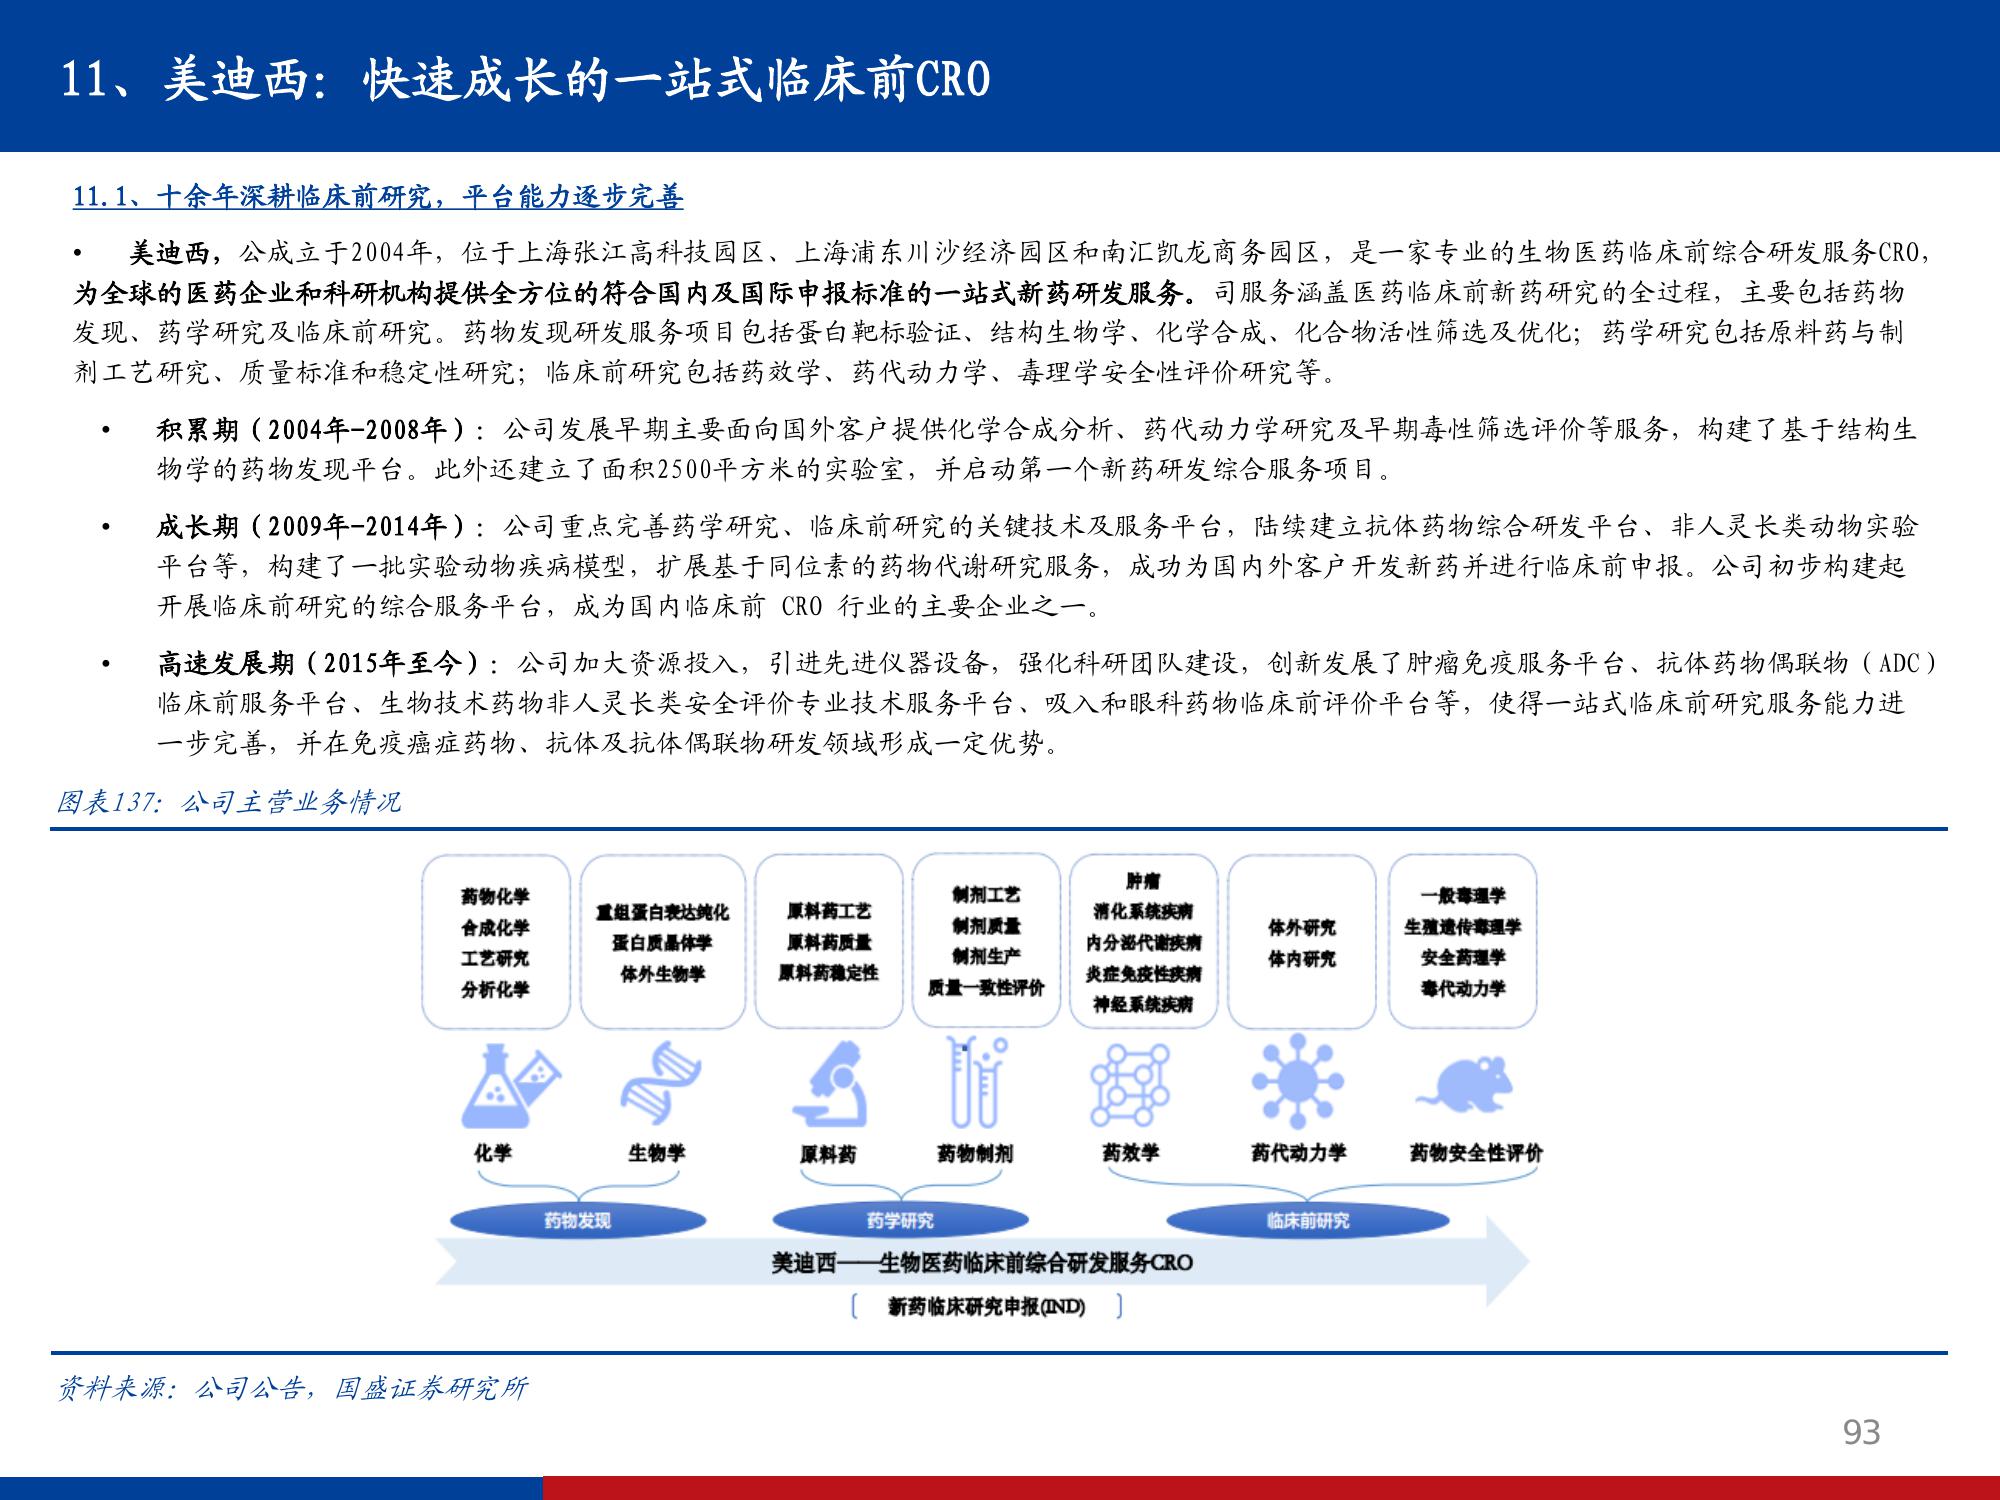 11、美迪西：快速成长的一站式临床前CRO
11.1、十余年深耕临床前研究，平台能力逐步完善
• 美迪西，公成立于2004年，位于上海张江高科技园区、上海浦东川沙经济园区和南汇凯龙商务园区，是一家专业的生物医药临床前综合研发服务CRO，
为全球的医药企业和科研机构提供全方位的符合国内及国际申报标准的一站式新药研发服务。司服务涵盖医药临床前新药研究的全过程，主要包括药物
发现、药学研究及临床前研究。药物发现研发服务项目包括蛋白靶标验证、结构生物学、化学合成、化合物活性筛选及优化；药学研究包括原料药与制
剂工艺研究、质量标准和稳定性研究；临床前研究包括药效学、药代动力学、毒理学安全性评价研究等。
• 积累期（2004年-2008年）：公司发展早期主要面向国外客户提供化学合成分析、药代动力学研究及早期毒性筛选评价等服务，构建了基于结构生
物学的药物发现平台。此外还建立了面积2500平方米的实验室，并启动第一个新药研发综合服务项目。
• 成长期（2009年-2014年）：公司重点完善药学研究、临床前研究的关键技术及服务平台，陆续建立抗体药物综合研发平台、非人灵长类动物实验
平台等，构建了一批实验动物疾病模型，扩展基于同位素的药物代谢研究服务，成功为国内外客户开发新药并进行临床前申报。公司初步构建起
开展临床前研究的综合服务平台，成为国内临床前 CRO 行业的主要企业之一。
• 高速发展期（2015年至今）：公司加大资源投入，引进先进仪器设备，强化科研团队建设，创新发展了肿瘤免疫服务平台、抗体药物偶联物（ADC）
临床前服务平台、生物技术药物非人灵长类安全评价专业技术服务平台、吸入和眼科药物临床前评价平台等，使得一站式临床前研究服务能力进
一步完善，并在免疫癌症药物、抗体及抗体偶联物研发领域形成一定优势。
图表137：公司主营业务情况
药物化学
合成化学
工艺研究
分析化学
重组蛋白表达纯化
蛋白质晶体学
体外生物学
原料药工艺
原料药质量
原料药稳定性
制剂工艺
制剂质量
制剂生产
质量一致性评价
肿瘤
消化系统疾病
内分泌代谢疾病
炎症免疫性疾病
神经系统疾病
体外研究
体内研究
一般毒理学
生殖遗传毒理学
安全药理学
毒代动力学
化学
生物学
原料药
药物制剂
药效学
药代动力学
药物安全性评价
药物发现
药学研究
临床前研究
美迪西——生物医药临床前综合研发服务CRO
[ 新药临床研究申报(IND) ]
资料来源：公司公告，国盛证券研究所
93